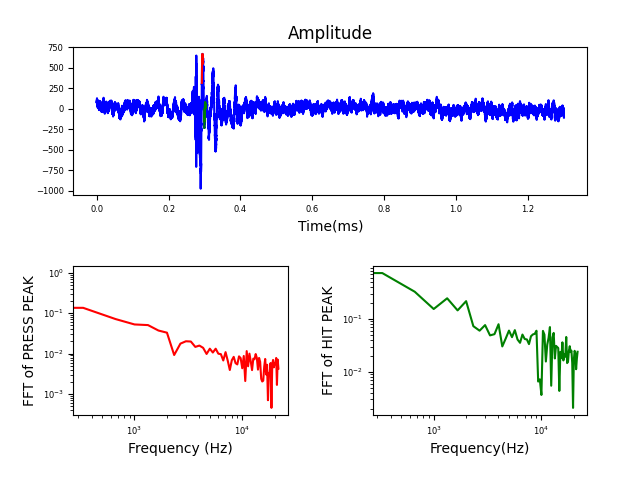 Amplitude
750
500
250
0
−250
−500
−750
−1000
0.0 0.2 0.4 0.6 0.8 1.0 1.2
Time(ms)
FFT of PRESS PEAK
10⁰
10⁻¹
10⁻²
10⁻³
10³ 10⁴
Frequency (Hz)
FFT of HIT PEAK
10⁻¹
10⁻²
10³ 10⁴
Frequency(Hz)